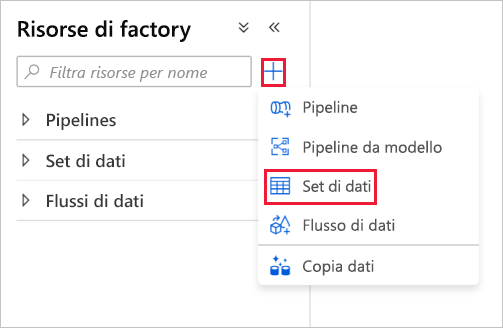 Risorse di factory
Filtra risorse per nome
Pipelines
Set di dati
Flussi di dati
Pipeline
Pipeline da modello
Set di dati
Flusso di dati
Copia dati